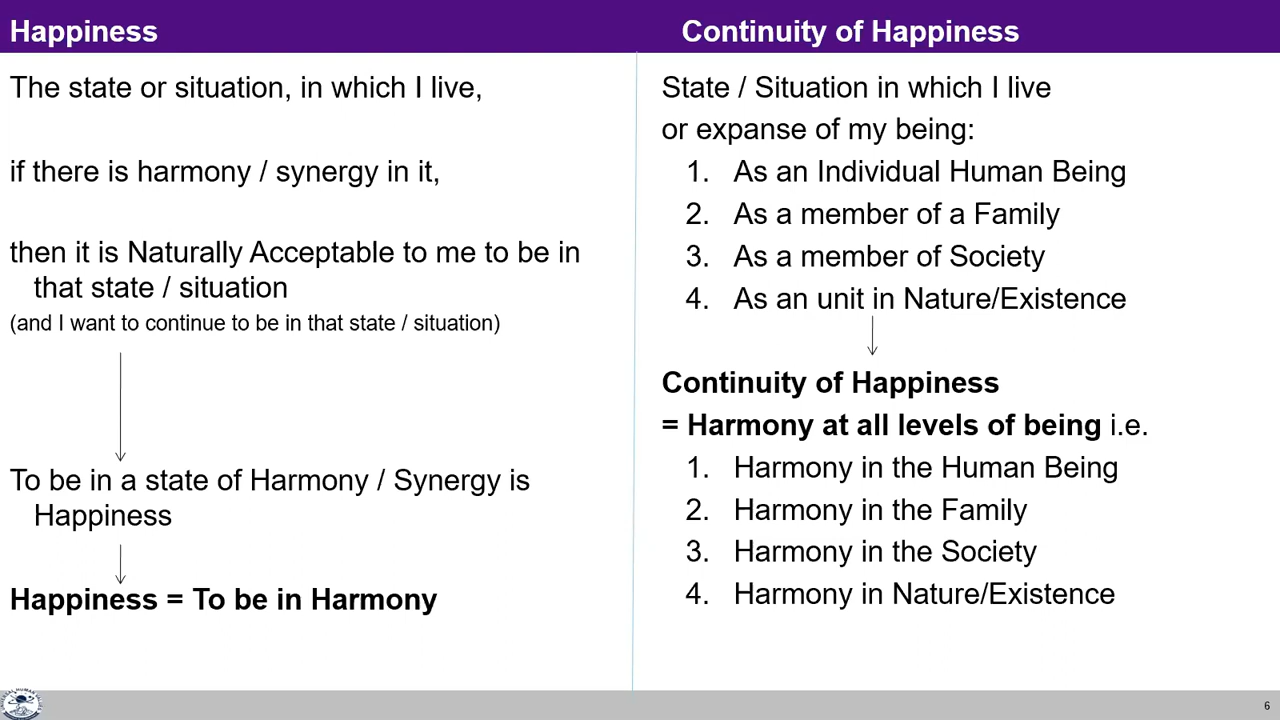 Happiness
The state or situation, in which I live,
if there is harmony / synergy in it,
then it is Naturally Acceptable to me to be in
that state / situation
(and I want to continue to be in that state / situation)
To be in a state of Harmony / Synergy is
Happiness
Happiness = To be in Harmony
Continuity of Happiness
State / Situation in which I live
or expanse of my being:
1. As an Individual Human Being
2. As a member of a Family
3. As a member of Society
4. As an unit in Nature/Existence
Continuity of Happiness
= Harmony at all levels of being i.e.
1. Harmony in the Human Being
2. Harmony in the Family
3. Harmony in the Society
4. Harmony in Nature/Existence
6